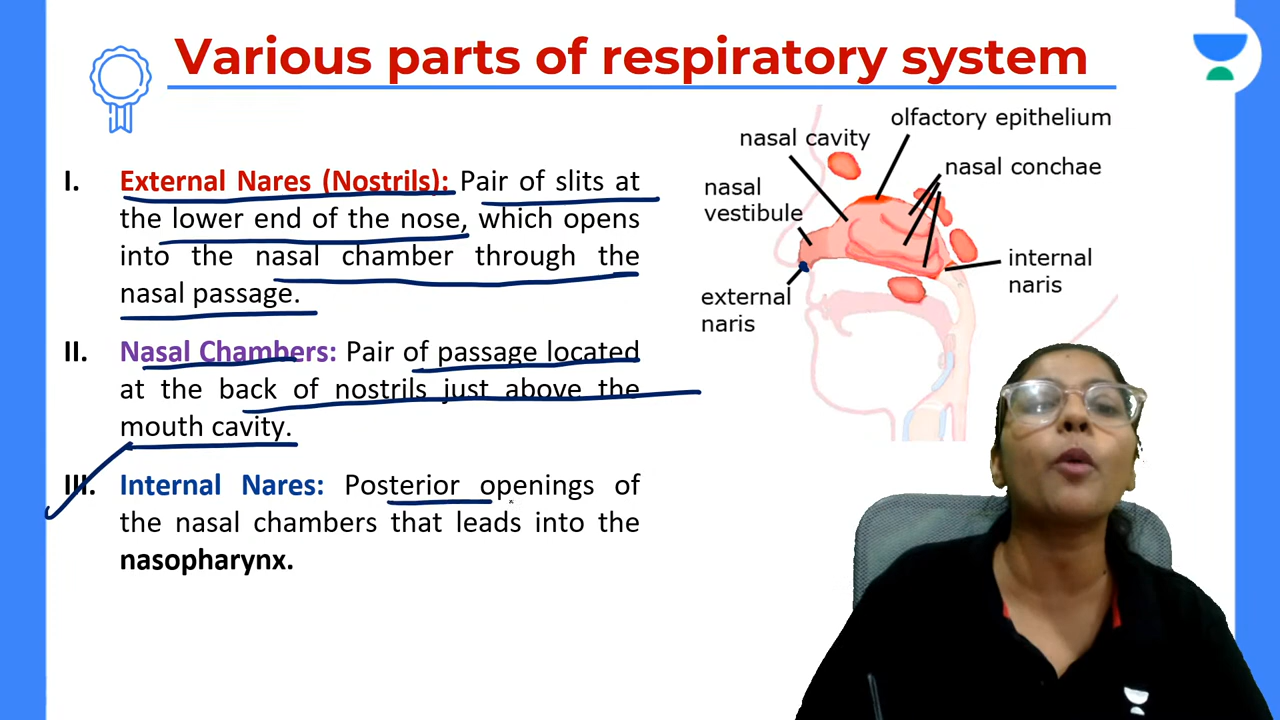 Various parts of respiratory system
I. External Nares (Nostrils): Pair of slits at
the lower end of the nose, which opens
into the nasal chamber through the
nasal passage.
II. Nasal Chambers: Pair of passage located
at the back of nostrils just above the
mouth cavity.
III. Internal Nares: Posterior openings of
the nasal chambers that leads into the
nasopharynx.
olfactory epithelium
nasal cavity
nasal conchae
nasal
vestibule
internal
naris
external
naris